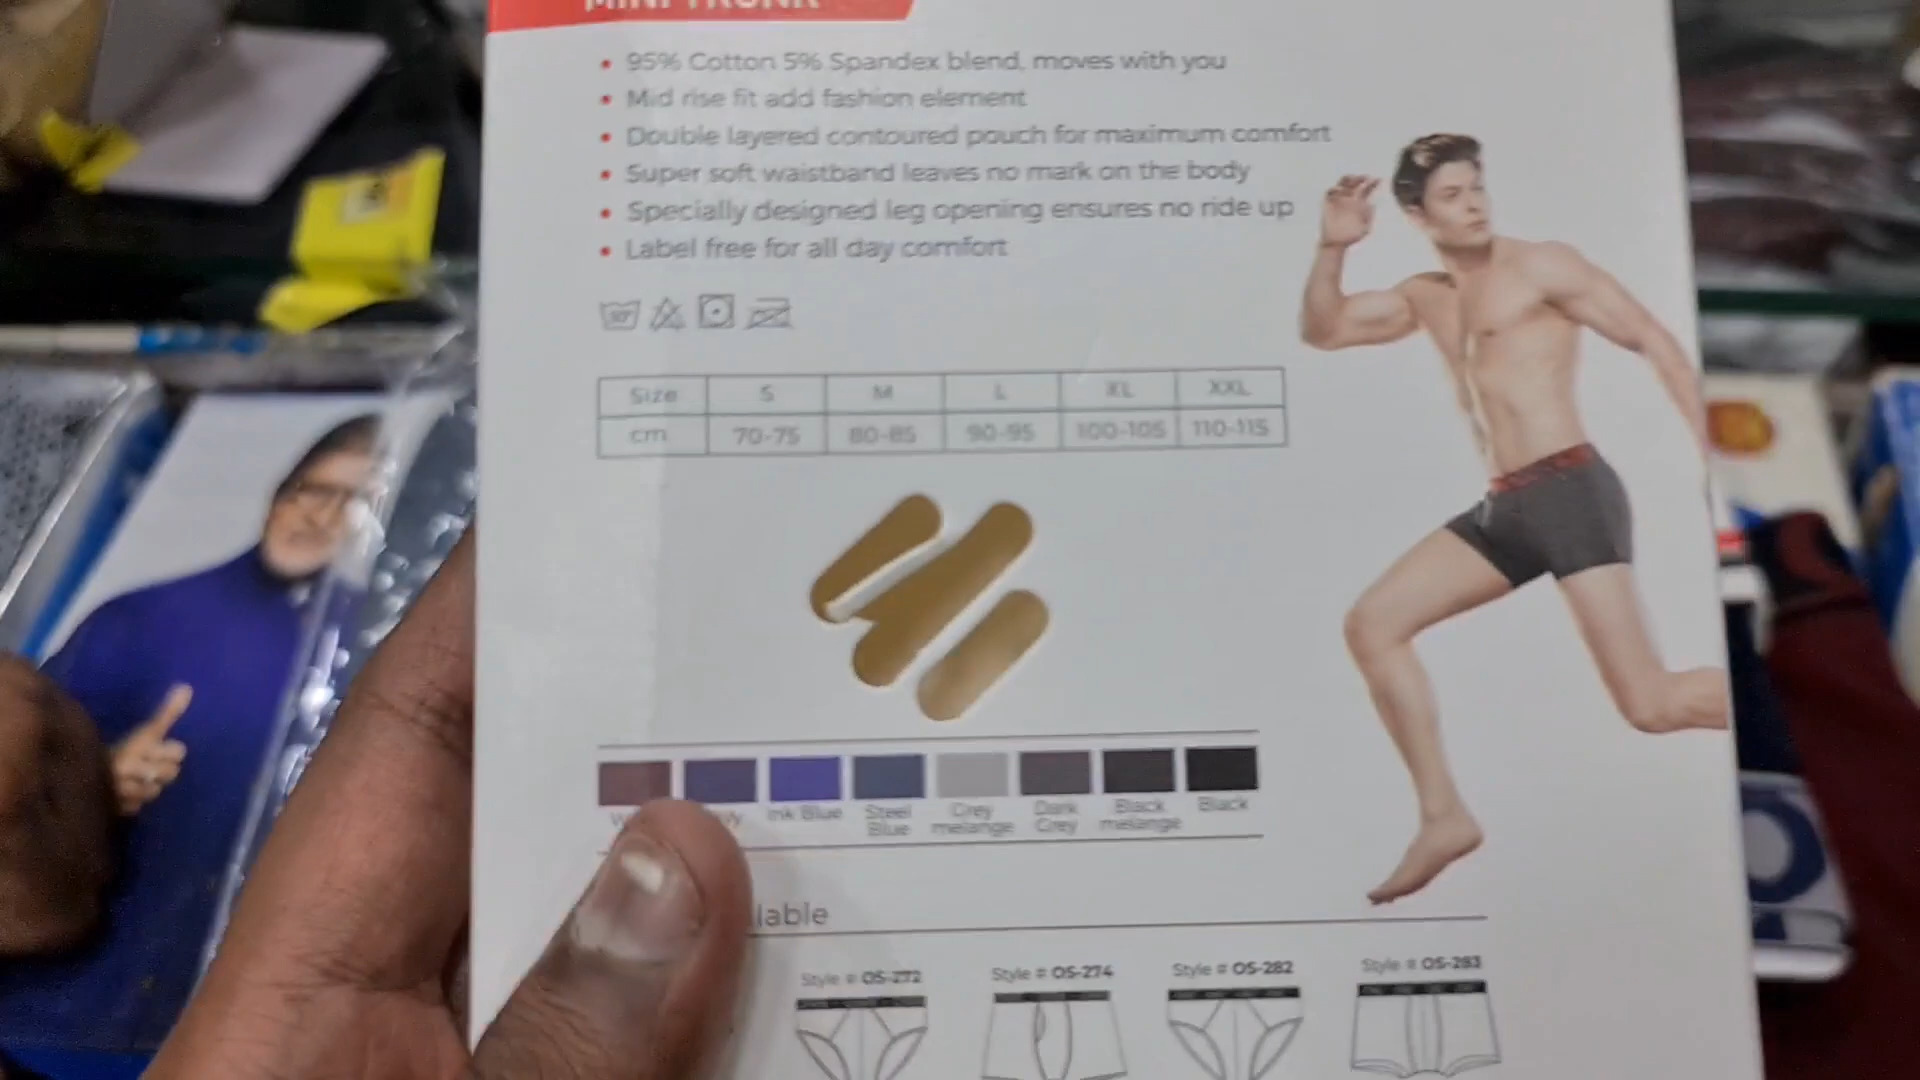 MINI TRUNK
• 95% Cotton 5% Spandex blend, moves with you
• Mid rise fit add fashion element
• Double layered contoured pouch for maximum comfort
• Super soft waistband leaves no mark on the body
• Specially designed leg opening ensures no ride up
• Label free for all day comfort
Size S M L XL XXL
cm 70-75 80-85 90-95 100-105 110-115
Ink Blue Steel Blue Grey melange Dark Grey Black melange Black
lable
Style # OS-272 Style # OS-274 Style # OS-282 Style # OS-283